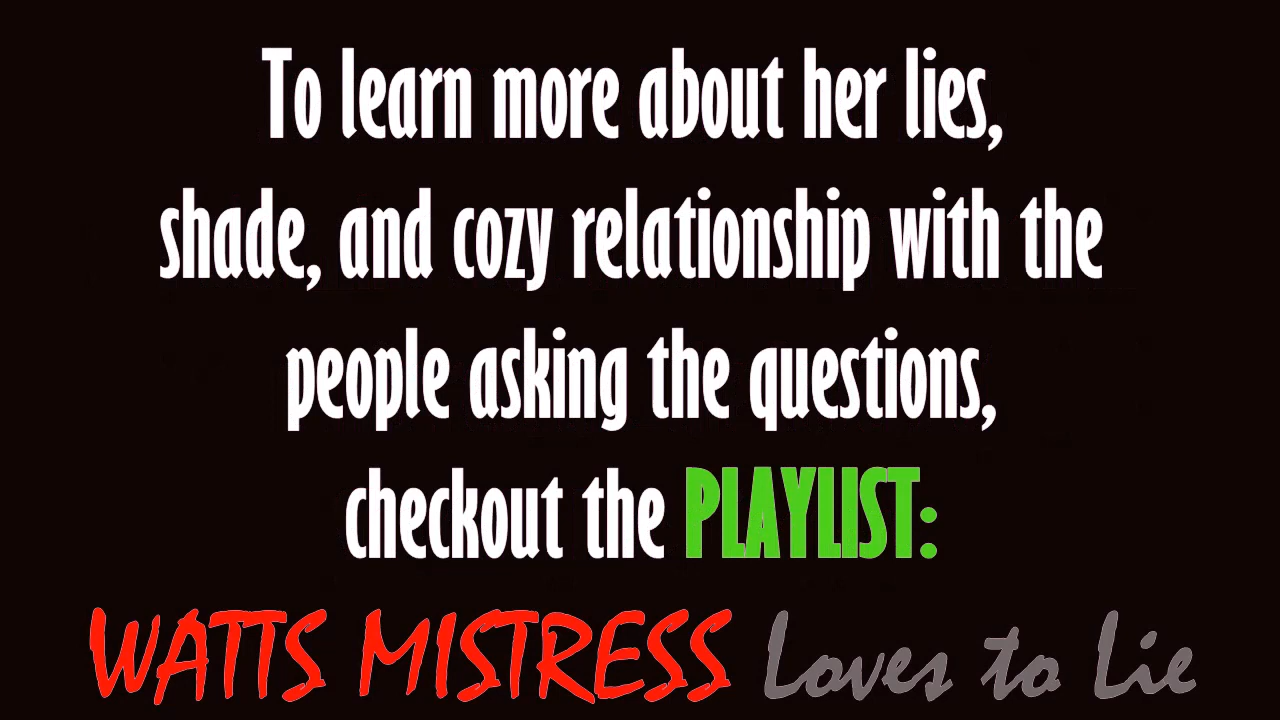 To learn more about her lies,
shade, and cozy relationship with the
people asking the questions,
checkout the PLAYLIST:
WATTS MISTRESS Loves to Lie